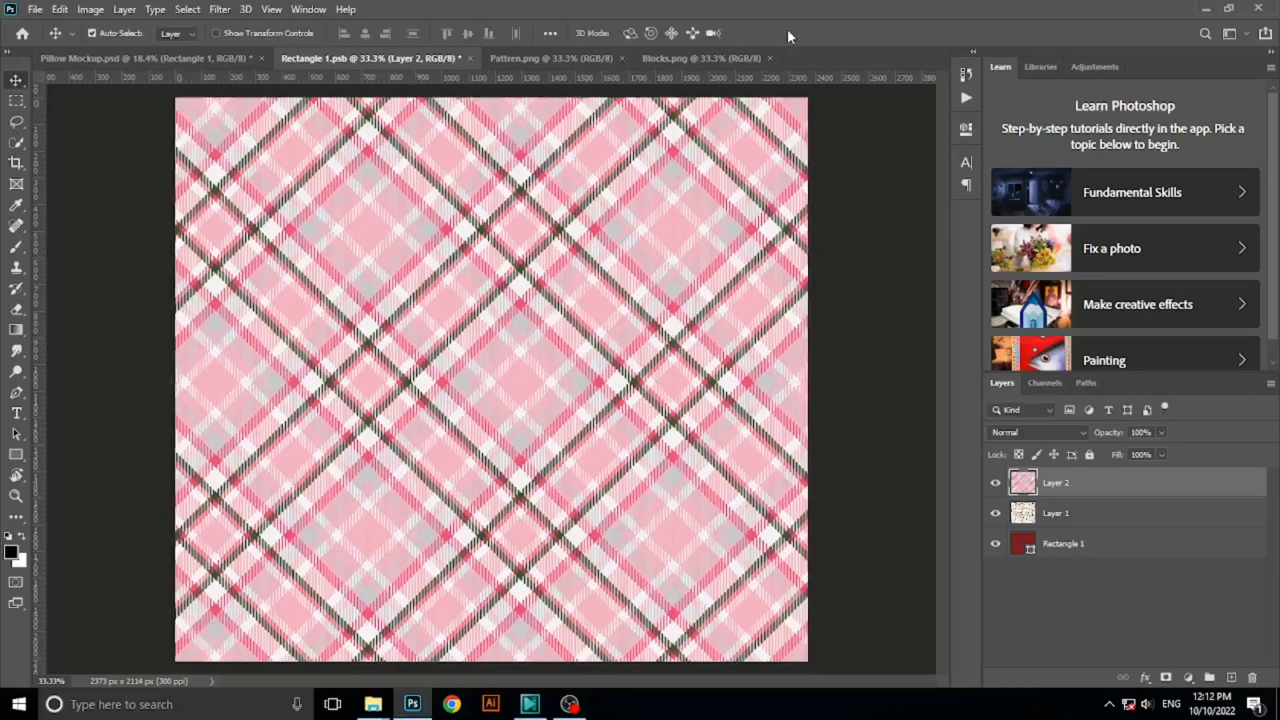 Ps File Edit Image Layer Type Select Filter 3D View Window Help
Auto-Select: Layer Show Transform Controls 3D Mode:
Pillow Mockup.psd @ 18.4% (Rectangle 1, RGB/8) * × Rectangle 1.psb @ 33.3% (Layer 2, RGB/8) * × Pattren.png @ 33.3% (RGB/8) × Blocks.png @ 33.3% (RGB/8) ×
Learn Libraries Adjustments
Learn Photoshop
Step-by-step tutorials directly in the app. Pick a
topic below to begin.
Fundamental Skills
Fix a photo
Make creative effects
Painting
Layers Channels Paths
Kind
Normal Opacity: 100%
Lock: Fill: 100%
Layer 2
Layer 1
Rectangle 1
33.33% 2373 px x 2114 px (300 ppi)
Type here to search
Ps Ai
ENG
12:12 PM
10/10/2022